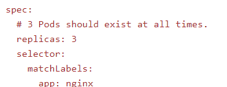 spec:
  # 3 Pods should exist at all times.
  replicas: 3
  selector:
    matchLabels:
      app: nginx